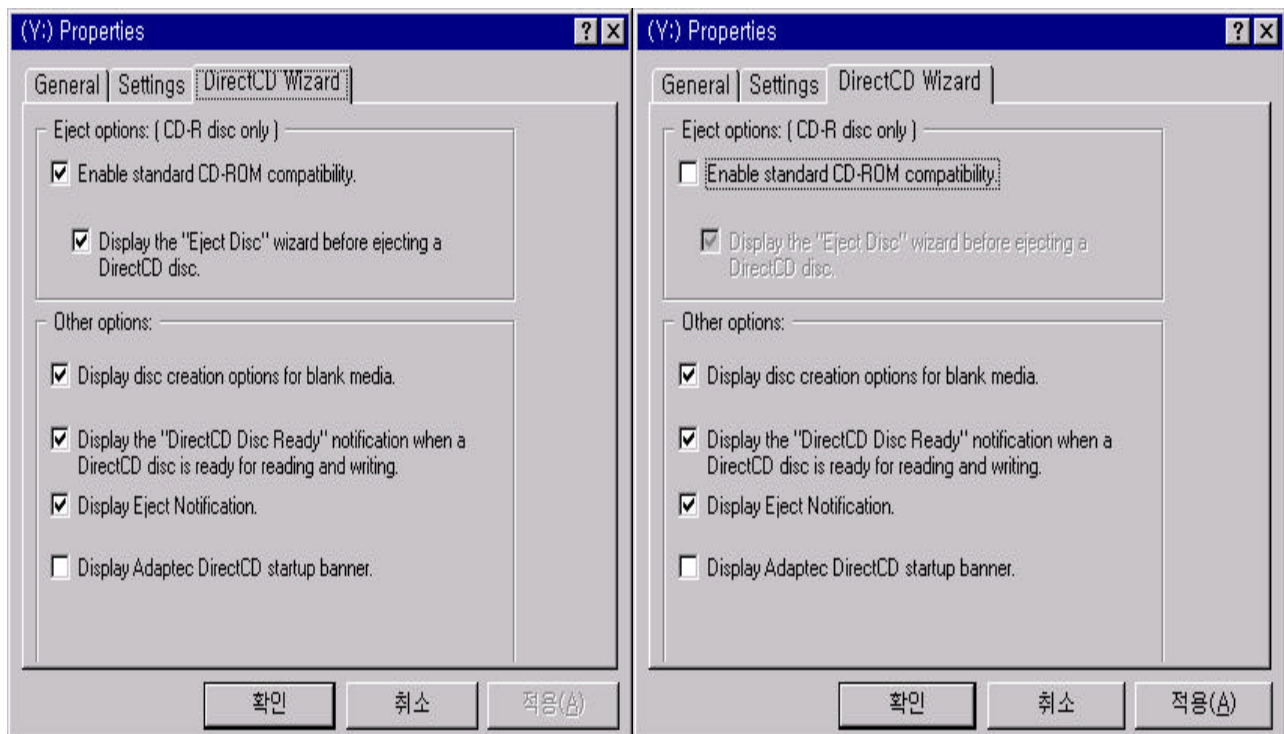 (Y:) Properties
General
Settings
DirectCD Wizard
Eject options: ( CD-R disc only )
Enable standard CD-ROM compatibility.
Display the "Eject Disc" wizard before ejecting a
DirectCD disc.
Other options:
Display disc creation options for blank media.
Display the "DirectCD Disc Ready" notification when a
DirectCD disc is ready for reading and writing.
Display Eject Notification.
Display Adaptec DirectCD startup banner.
확인
취소
적용(A)
(Y:) Properties
General
Settings
DirectCD Wizard
Eject options: ( CD-R disc only )
Enable standard CD-ROM compatibility.
Display the "Eject Disc" wizard before ejecting a
DirectCD disc.
Other options:
Display disc creation options for blank media.
Display the "DirectCD Disc Ready" notification when a
DirectCD disc is ready for reading and writing.
Display Eject Notification.
Display Adaptec DirectCD startup banner.
확인
취소
적용(A)